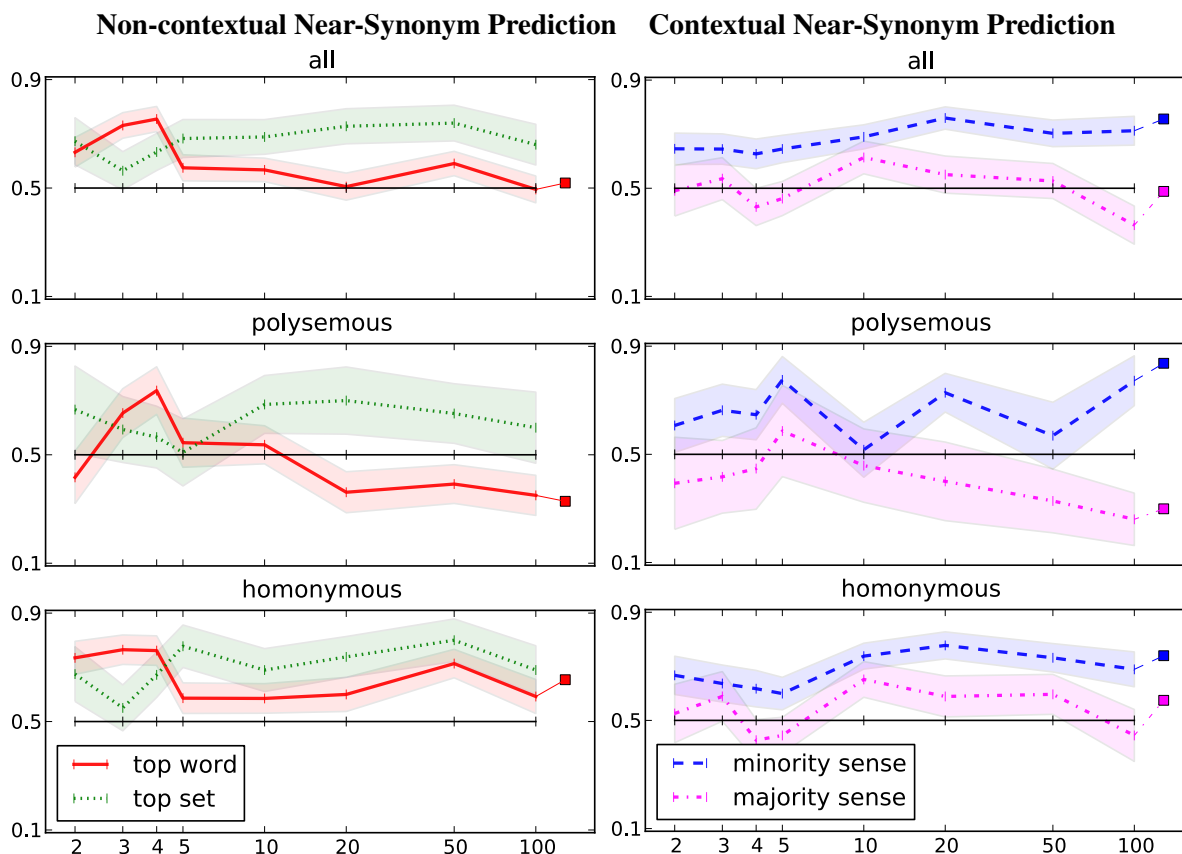 Non-contextual Near-Synonym Prediction Contextual Near-Synonym Prediction
all all
0.9 0.9
0.5 0.5
0.1 0.1
polysemous polysemous
0.9 0.9
0.5 0.5
0.1 0.1
homonymous homonymous
0.9 0.9
0.5 0.5
top word minority sense
top set majority sense
0.1 0.1
2 3 4 5 10 20 50 100 2 3 4 5 10 20 50 100